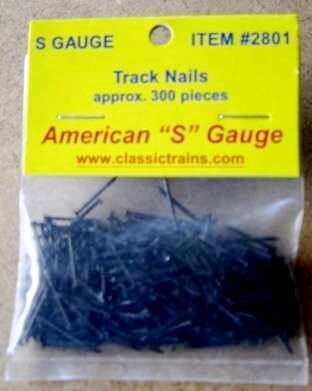 S GAUGE ITEM #2801
Track Nails
approx. 300 pieces
American “S” Gauge
www.classictrains.com